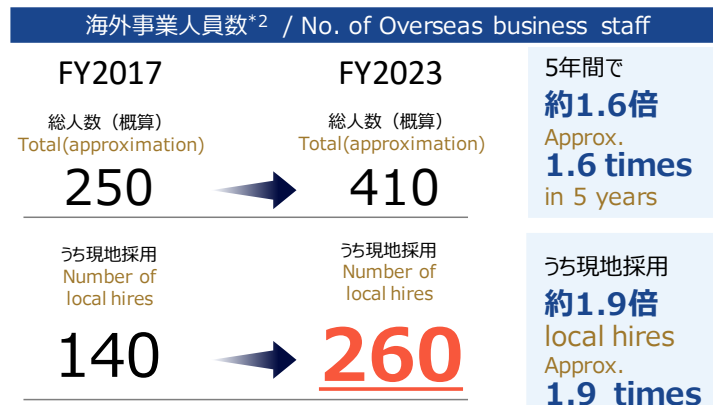 海外事業人員数*2 / No. of Overseas business staff
FY2017
FY2023
総人数（概算）
Total(approximation)
250
総人数（概算）
Total(approximation)
410
5年間で
約1.6倍
Approx.
1.6 times
in 5 years
うち現地採用
Number of
local hires
140
うち現地採用
Number of
local hires
260
うち現地採用
約1.9倍
local hires
Approx.
1.9 times